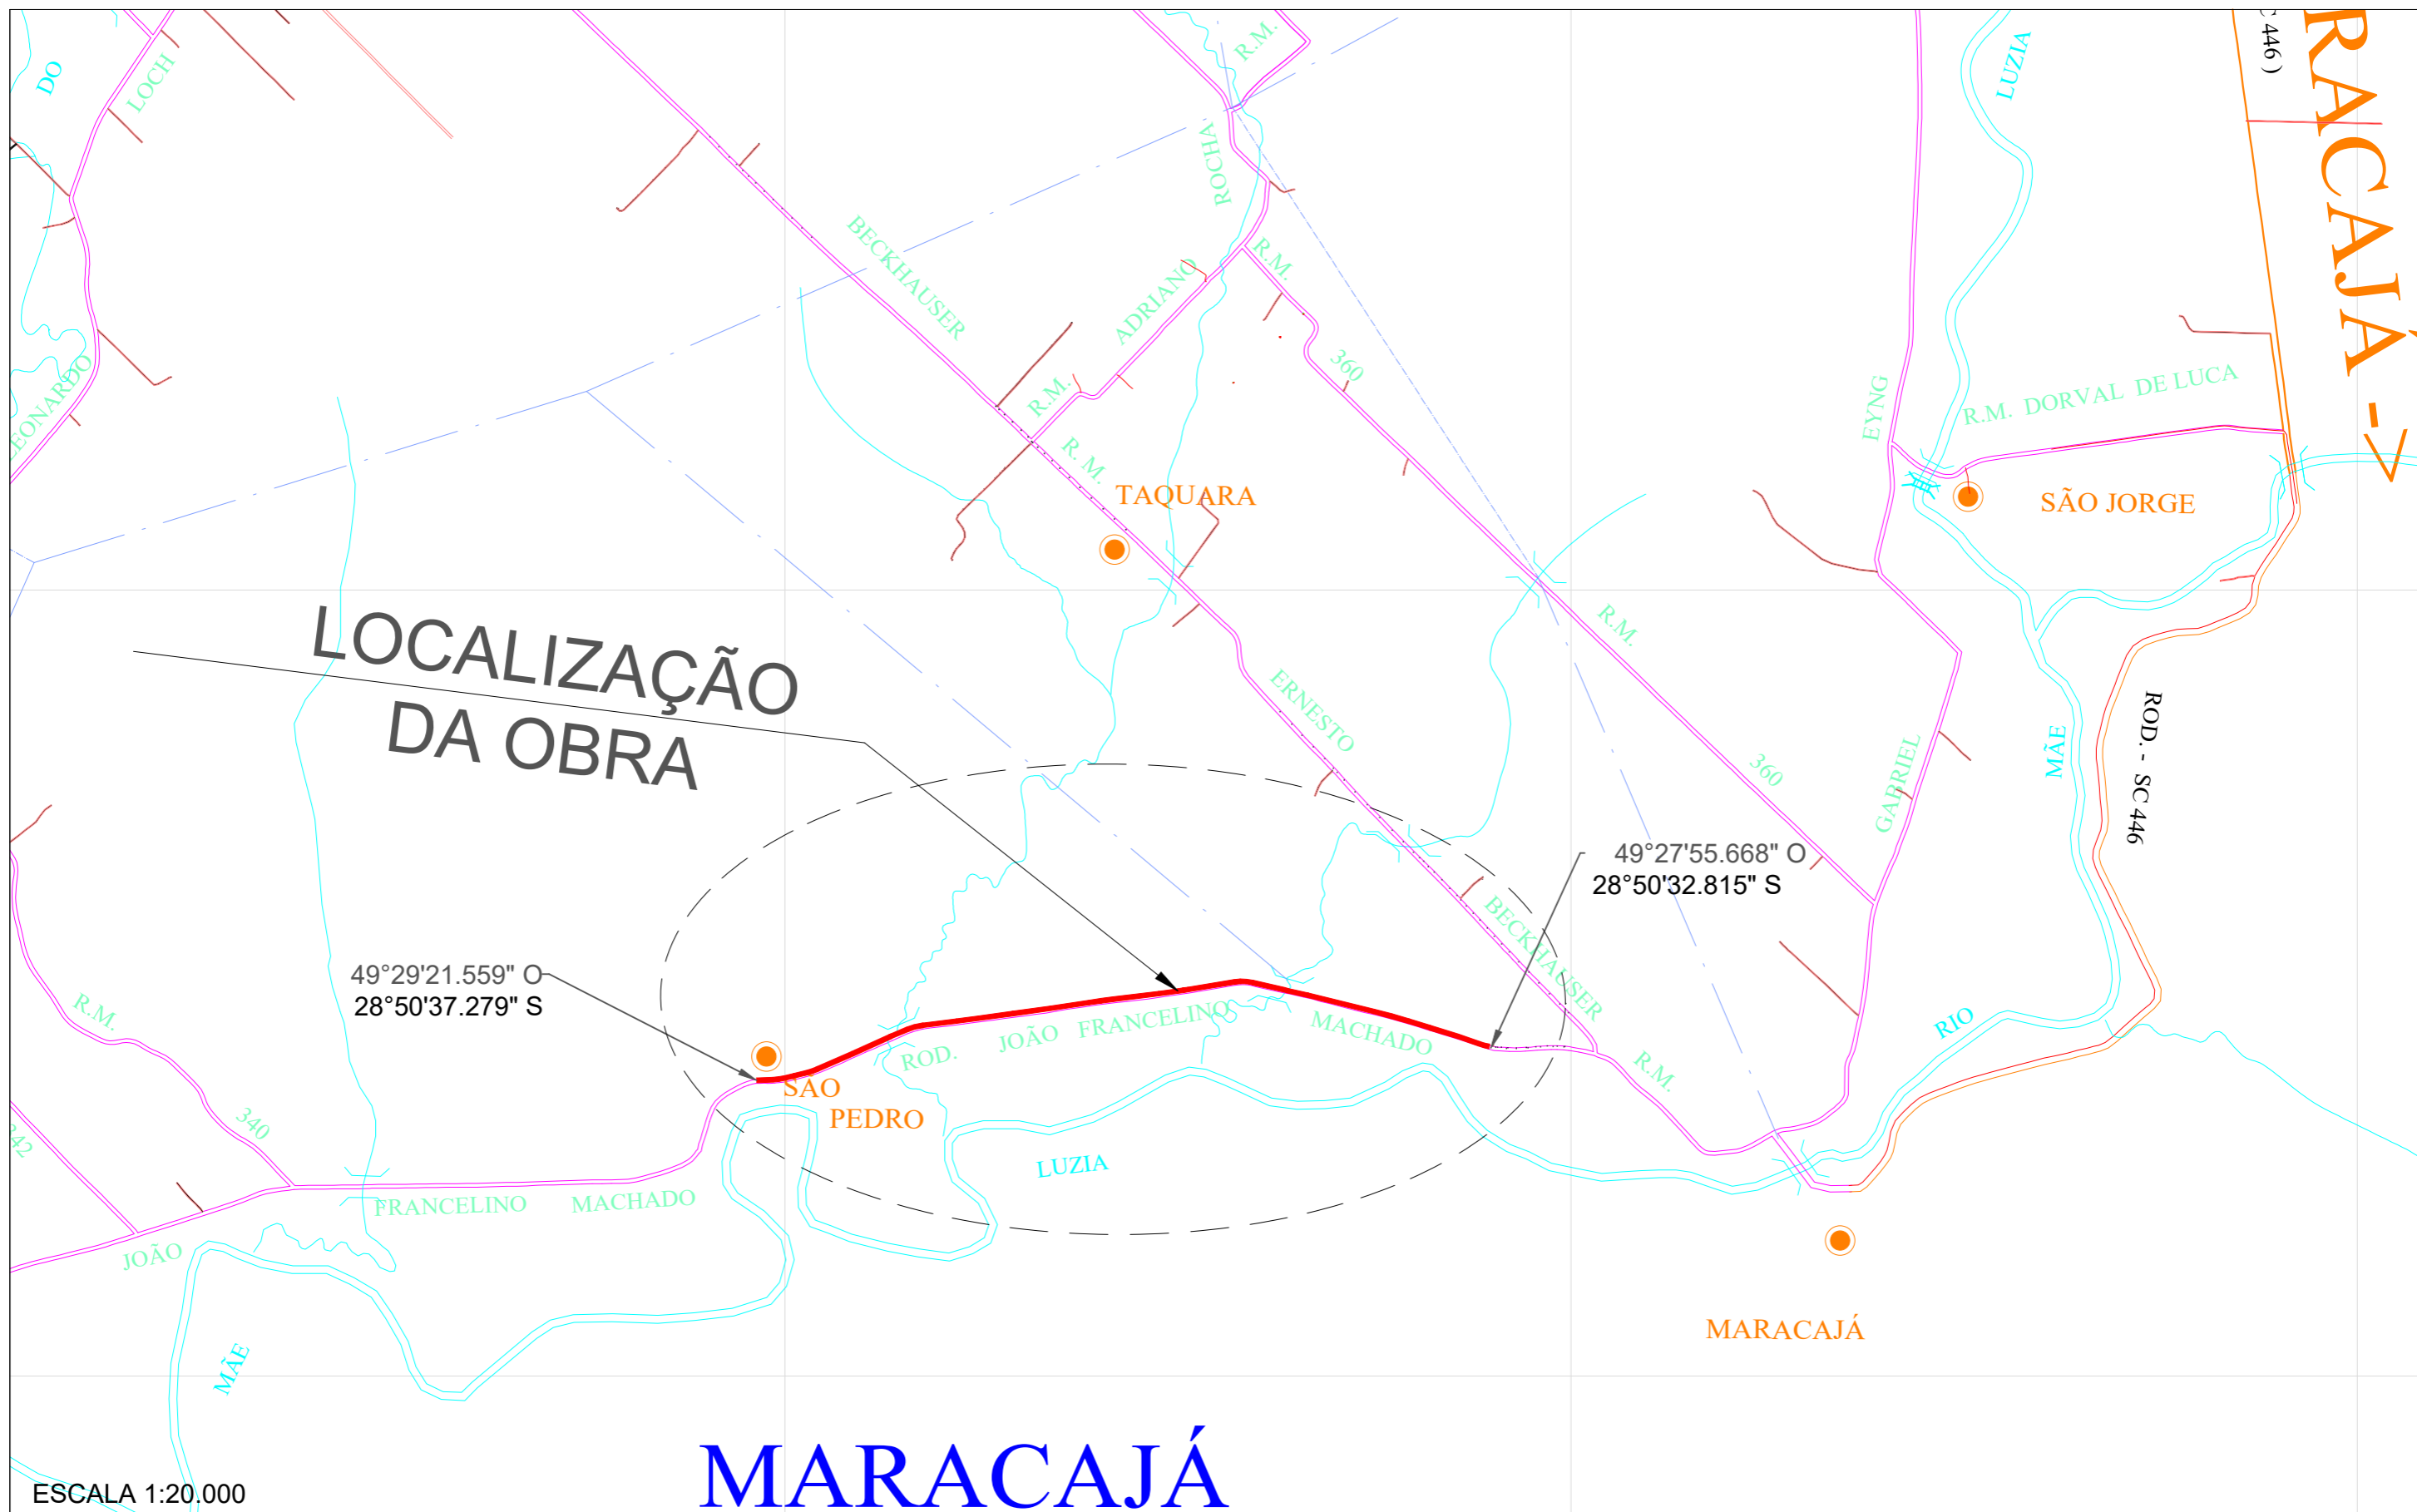 DO
LOCH
R.M.
LUZIA
C 446 )
RACAJÁ ->
ROCHA
BECKHAUSER
ADRIANO
R.M.
360
R.M.
LEONARDO
EYNG
R.M. DORVAL DE LUCA
R. M.
TAQUARA
SÃO JORGE
LOCALIZAÇÃO
DA OBRA
R.M.
ERNESTO
360
GABRIEL
MÃE
ROD. - SC 446
49°27'55.668" O
28°50'32.815" S
BECKHAUSER
49°29'21.559" O
28°50'37.279" S
R.M.
ROD. JOÃO FRANCELINO MACHADO
RIO
R.M.
SAO
PEDRO
340
342
LUZIA
FRANCELINO MACHADO
JOÃO
MÃE
MARACAJÁ
MARACAJÁ
ESCALA 1:20.000